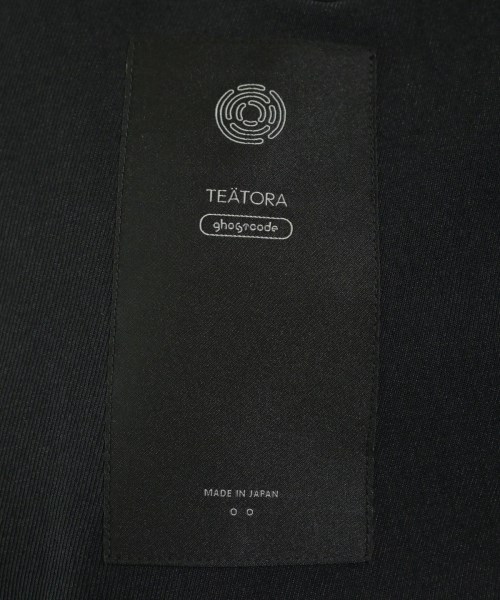 TEÄTORA
ghostcode
MADE IN JAPAN
o o